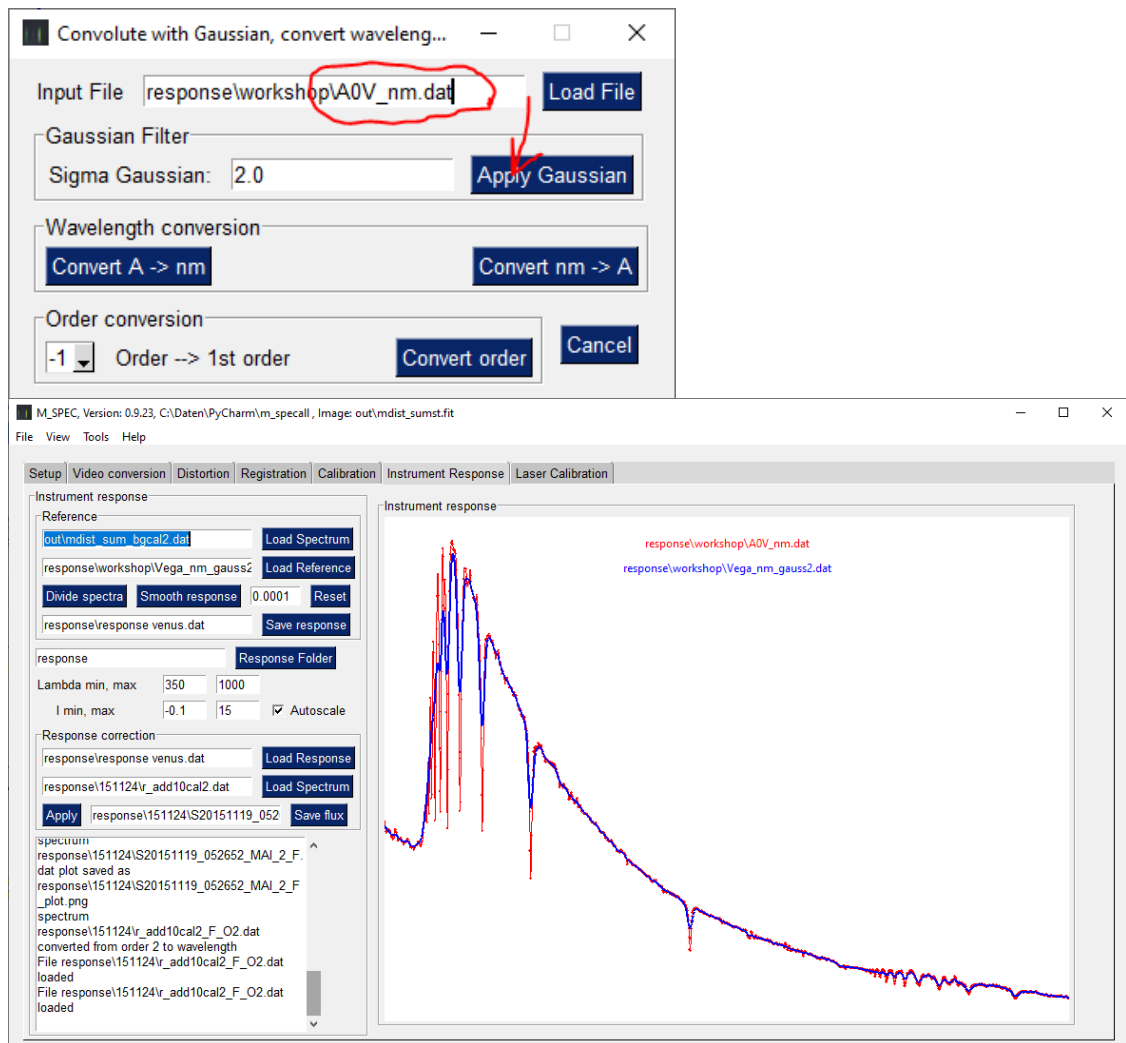 Convolute with Gaussian, convert waveleng...
Input File response\workshop\A0V_nm.dat Load File
Gaussian Filter
Sigma Gaussian: 2.0 Apply Gaussian
Wavelength conversion
Convert A -> nm Convert nm -> A
Order conversion
-1 Order --> 1st order Convert order Cancel
M_SPEC, Version: 0.9.23, C:\Daten\PyCharm\m_specall , Image: out\mdist_sumst.fit
File View Tools Help
Setup Video conversion Distortion Registration Calibration Instrument Response Laser Calibration
Instrument response
Reference
out\mdist_sum_bgcal2.dat Load Spectrum
response\workshop\Vega_nm_gauss2 Load Reference
Divide spectra Smooth response 0.0001 Reset
response\response venus.dat Save response
response Response Folder
Lambda min, max 350 1000
I min, max -0.1 15 Autoscale
Response correction
response\response venus.dat Load Response
response\151124\r_add10cal2.dat Load Spectrum
Apply response\151124\S20151119_052 Save flux
spectrum
response\151124\S20151119_052652_MAI_2_F.
dat plot saved as
response\151124\S20151119_052652_MAI_2_F
_plot.png
spectrum
response\151124\r_add10cal2_F_O2.dat
converted from order 2 to wavelength
File response\151124\r_add10cal2_F_O2.dat
loaded
File response\151124\r_add10cal2_F_O2.dat
loaded
Instrument response
response\workshop\A0V_nm.dat
response\workshop\Vega_nm_gauss2.dat